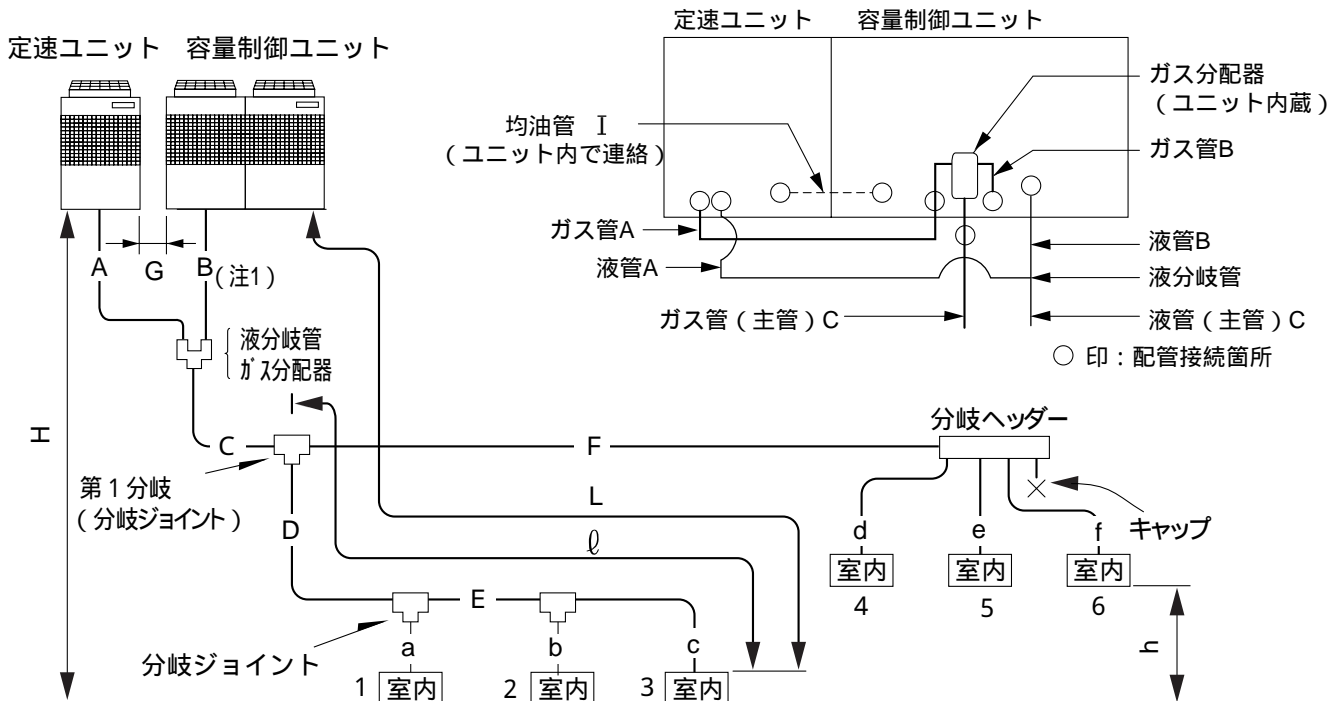 定速ユニット 容量制御ユニット
A
G
B(注1)
液分岐管
ガス分配器
H
C
第1分岐
(分岐ジョイント)
D
F
L
ℓ
E
分岐ジョイント
a
b
c
1 室内
2 室内
3 室内
分岐ヘッダー
d
e
f
キャップ
室内
室内
室内
4
5
6
h
定速ユニット 容量制御ユニット
均油管 I
(ユニット内で連絡)
ガス分配器
(ユニット内蔵)
ガス管B
ガス管A
液管A
液管B
液分岐管
ガス管(主管)C
液管(主管)C
○ 印:配管接続箇所